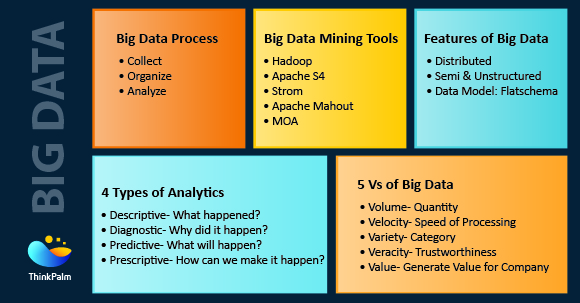 BIG DATA
Big Data Process
• Collect
• Organize
• Analyze
Big Data Mining Tools
• Hadoop
• Apache S4
• Strom
• Apache Mahout
• MOA
Features of Big Data
• Distributed
• Semi & Unstructured
• Data Model: Flatschema
4 Types of Analytics
• Descriptive- What happened?
• Diagnostic- Why did it happen?
• Predictive- What will happen?
• Prescriptive- How can we make it happen?
5 Vs of Big Data
• Volume- Quantity
• Velocity- Speed of Processing
• Variety- Category
• Veracity- Trustworthiness
• Value- Generate Value for Company
ThinkPalm